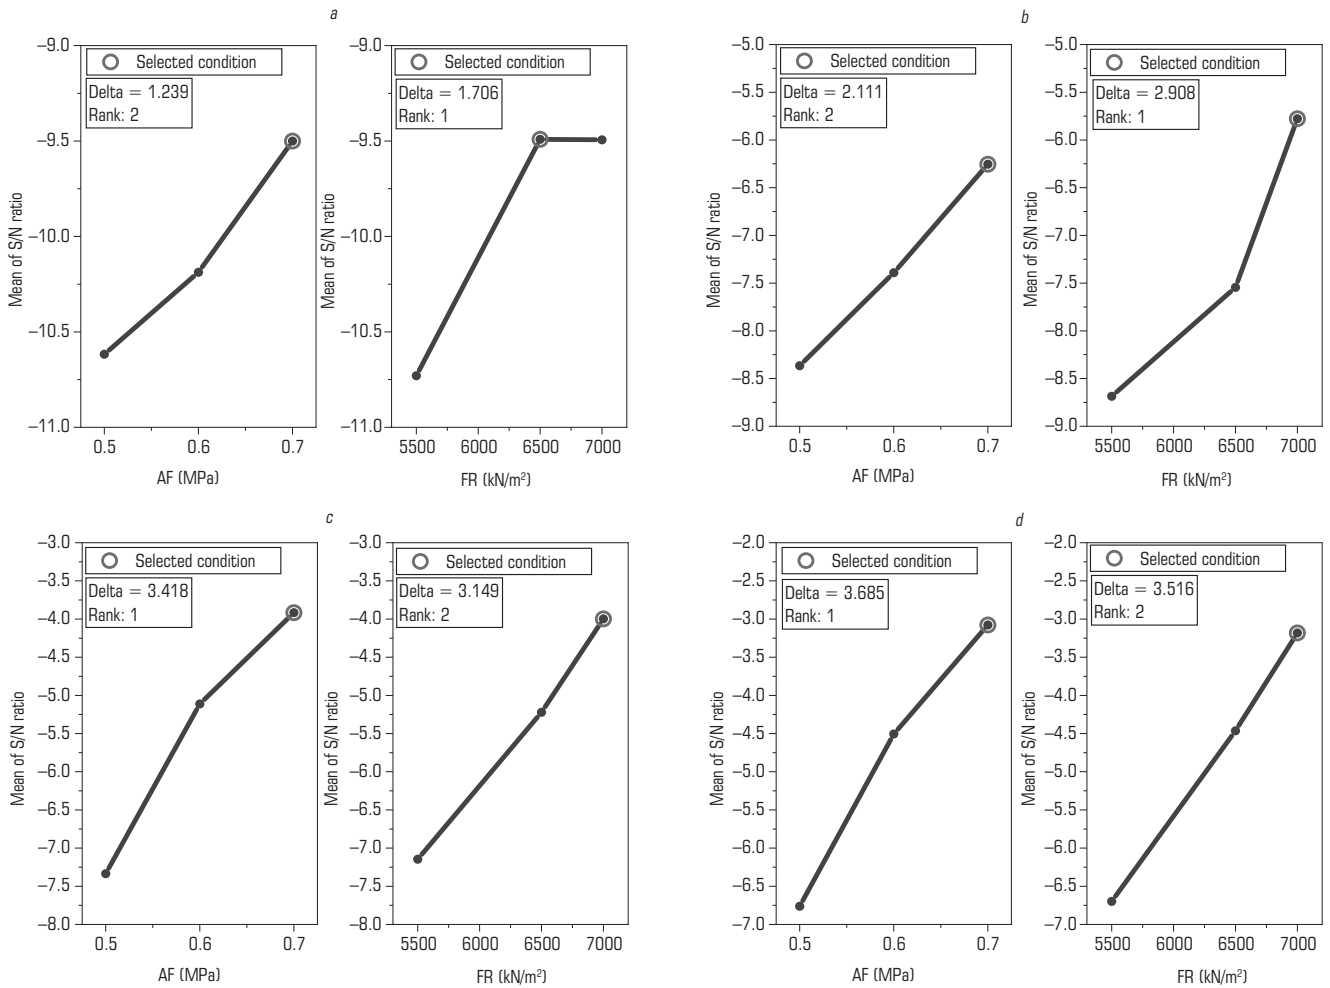 a
−9.0
−9.5
−10.0
−10.5
−11.0
Mean of S/N ratio
Selected condition
Delta = 1.239
Rank: 2
0.5 0.6 0.7
AF (MPa)
−9.0
−9.5
−10.0
−10.5
−11.0
Mean of S/N ratio
Selected condition
Delta = 1.706
Rank: 1
5500 6000 6500 7000
FR (kN/m²)
b
−5.0
−5.5
−6.0
−6.5
−7.0
−7.5
−8.0
−8.5
−9.0
Mean of S/N ratio
Selected condition
Delta = 2.111
Rank: 2
0.5 0.6 0.7
AF (MPa)
−5.0
−5.5
−6.0
−6.5
−7.0
−7.5
−8.0
−8.5
−9.0
Mean of S/N ratio
Selected condition
Delta = 2.908
Rank: 1
5500 6000 6500 7000
FR (kN/m²)
c
−3.0
−3.5
−4.0
−4.5
−5.0
−5.5
−6.0
−6.5
−7.0
−7.5
−8.0
Mean of S/N ratio
Selected condition
Delta = 3.418
Rank: 1
0.5 0.6 0.7
AF (MPa)
−3.0
−3.5
−4.0
−4.5
−5.0
−5.5
−6.0
−6.5
−7.0
−7.5
−8.0
Mean of S/N ratio
Selected condition
Delta = 3.149
Rank: 2
5500 6000 6500 7000
FR (kN/m²)
d
−2.0
−2.5
−3.0
−3.5
−4.0
−4.5
−5.0
−5.5
−6.0
−6.5
−7.0
Mean of S/N ratio
Selected condition
Delta = 3.685
Rank: 1
0.5 0.6 0.7
AF (MPa)
−2.0
−2.5
−3.0
−3.5
−4.0
−4.5
−5.0
−5.5
−6.0
−6.5
−7.0
Mean of S/N ratio
Selected condition
Delta = 3.516
Rank: 2
5500 6000 6500 7000
FR (kN/m²)